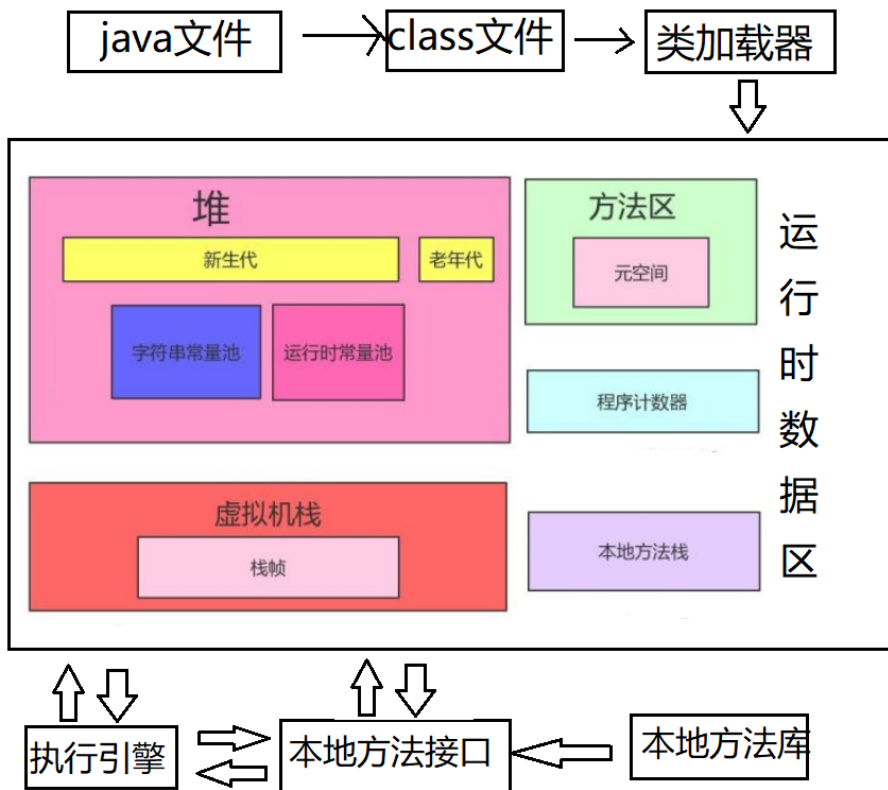 java文件
class文件
类加载器
堆
新生代
老年代
字符串常量池
运行时常量池
方法区
元空间
程序计数器
虚拟机栈
栈帧
本地方法栈
运行时数据区
执行引擎
本地方法接口
本地方法库